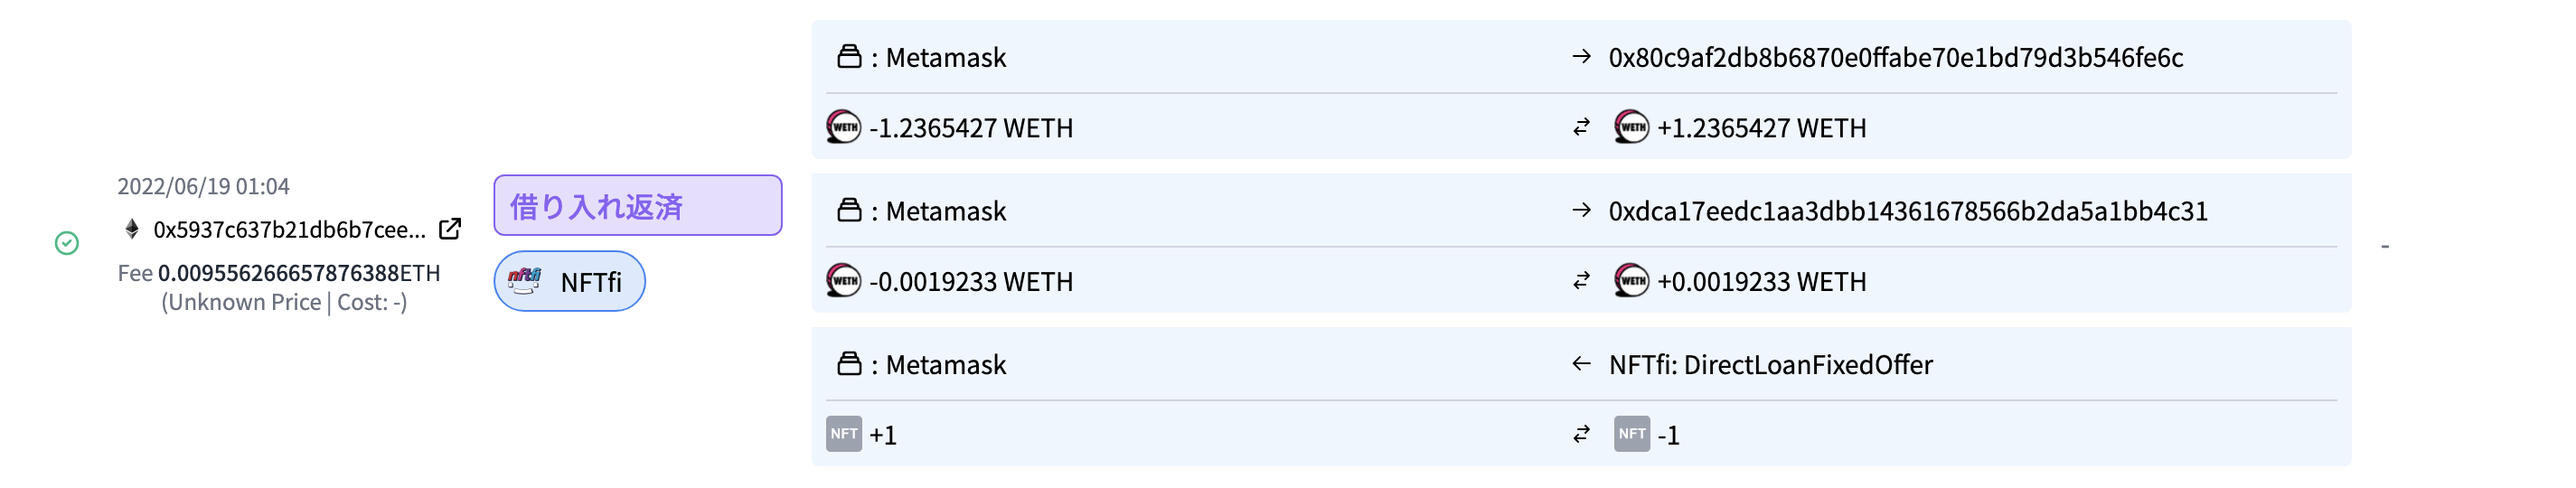 2022/06/19 01:04
0x5937c637b21db6b7cee...
Fee 0.009556266657876388ETH
(Unknown Price | Cost: -)
借り入れ返済
nftfi NFTfi
: Metamask → 0x80c9af2db8b6870e0ffabe70e1bd79d3b546fe6c
WETH -1.2365427 WETH WETH +1.2365427 WETH
: Metamask → 0xdca17eedc1aa3dbb14361678566b2da5a1bb4c31
WETH -0.0019233 WETH WETH +0.0019233 WETH
: Metamask ← NFTfi: DirectLoanFixedOffer
NFT +1 NFT -1
-